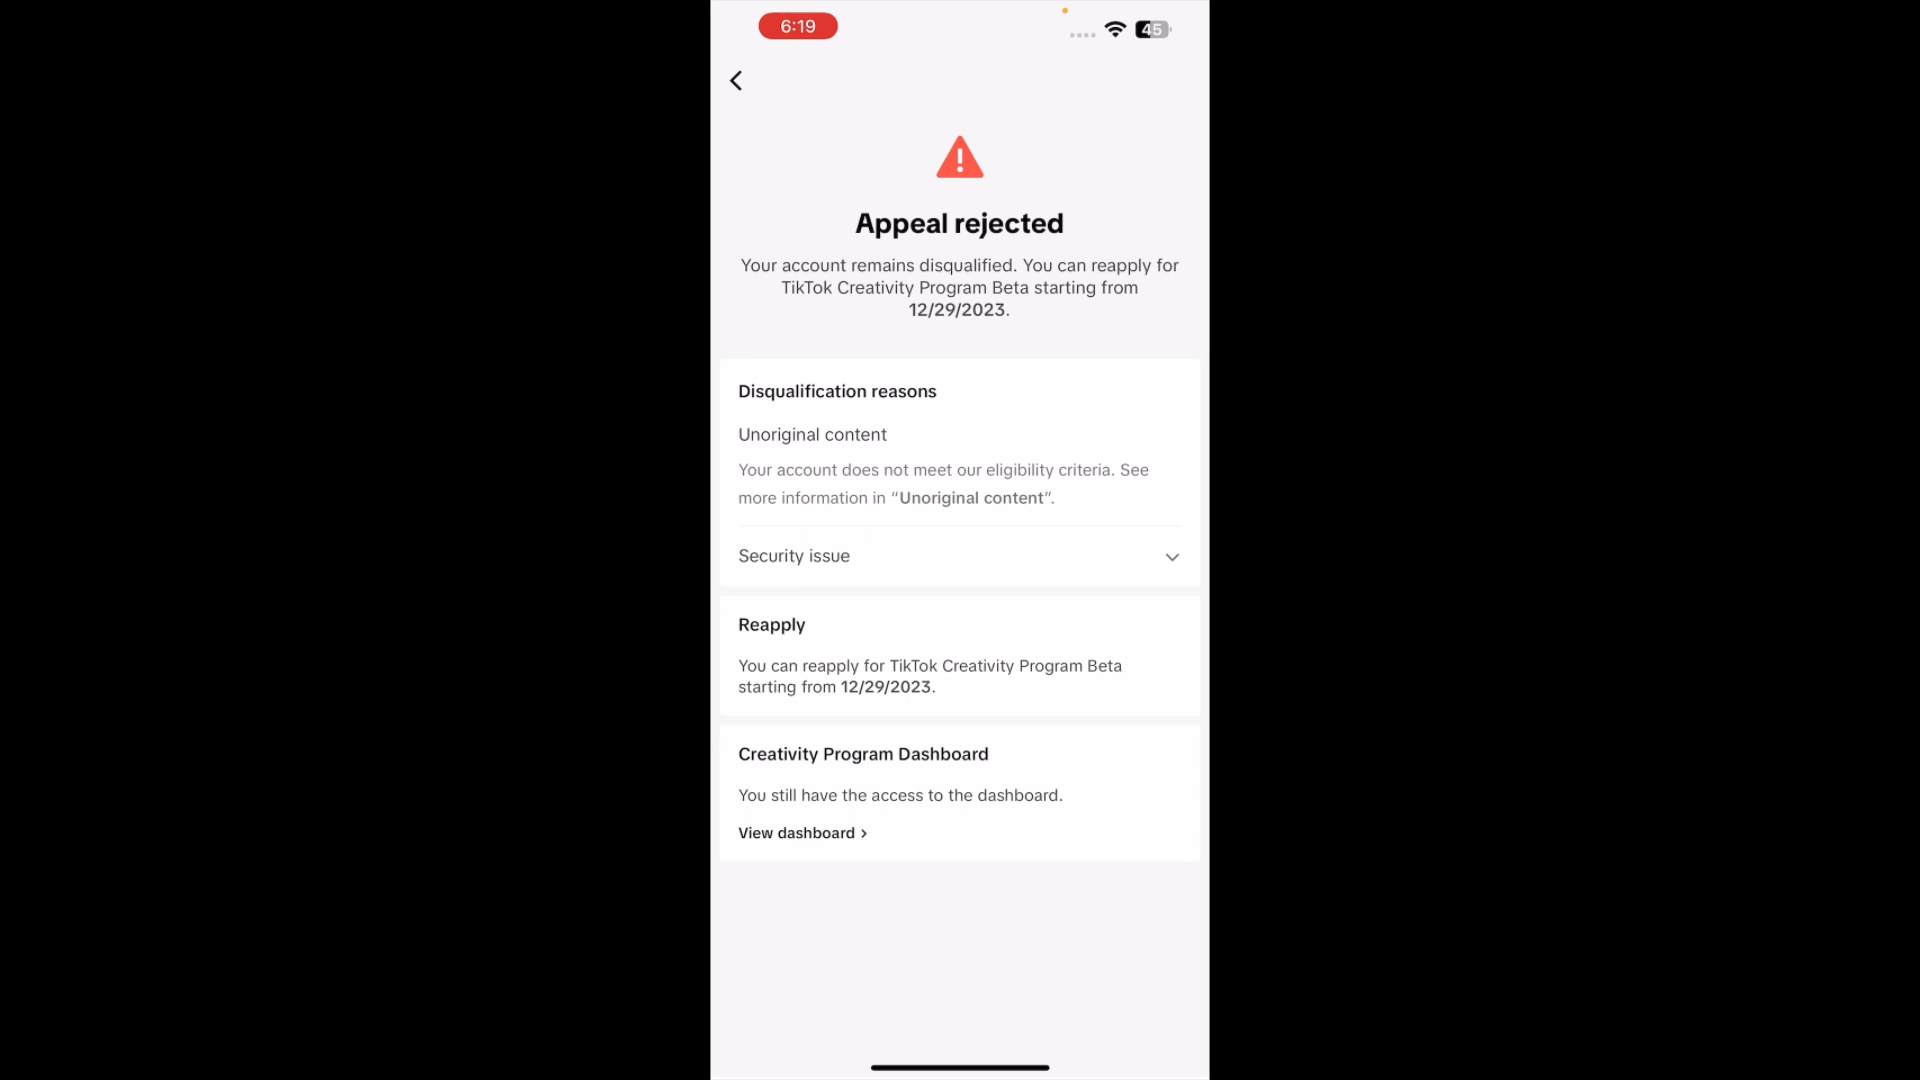 6:19
45
Appeal rejected
Your account remains disqualified. You can reapply for
TikTok Creativity Program Beta starting from
12/29/2023.
Disqualification reasons
Unoriginal content
Your account does not meet our eligibility criteria. See
more information in “Unoriginal content”.
Security issue
Reapply
You can reapply for TikTok Creativity Program Beta
starting from 12/29/2023.
Creativity Program Dashboard
You still have the access to the dashboard.
View dashboard >